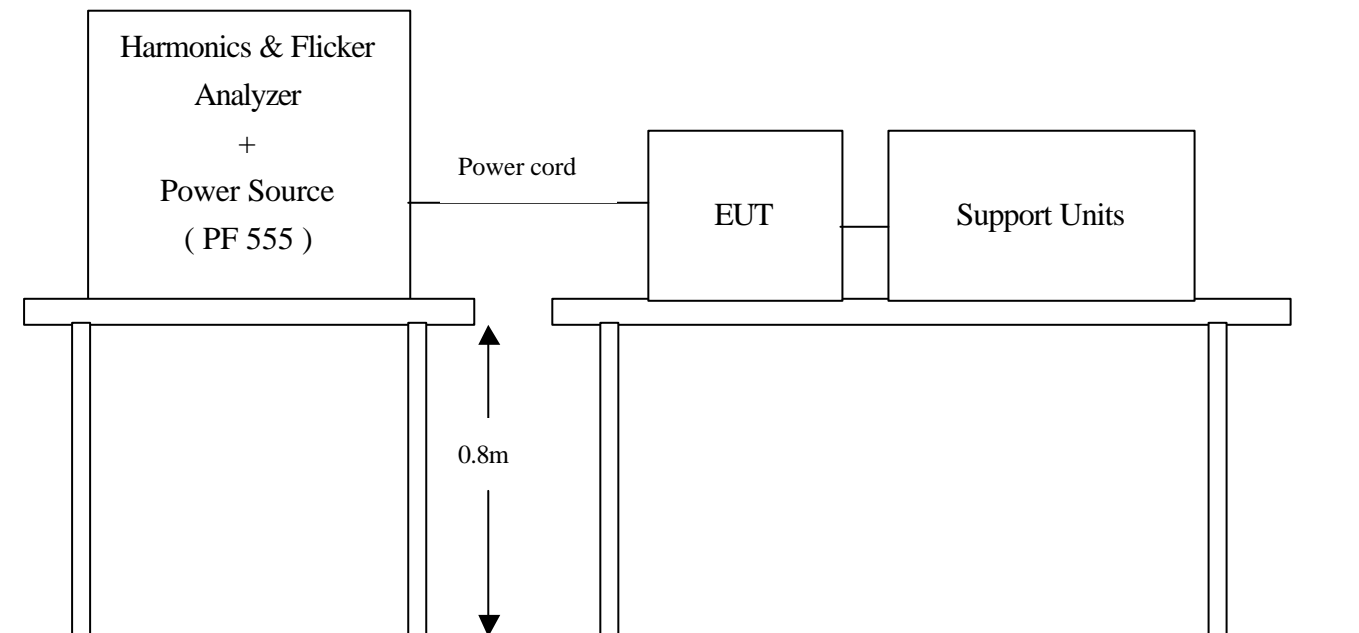 Harmonics & Flicker
Analyzer
+
Power Source
( PF 555 )
Power cord
EUT
Support Units
0.8m